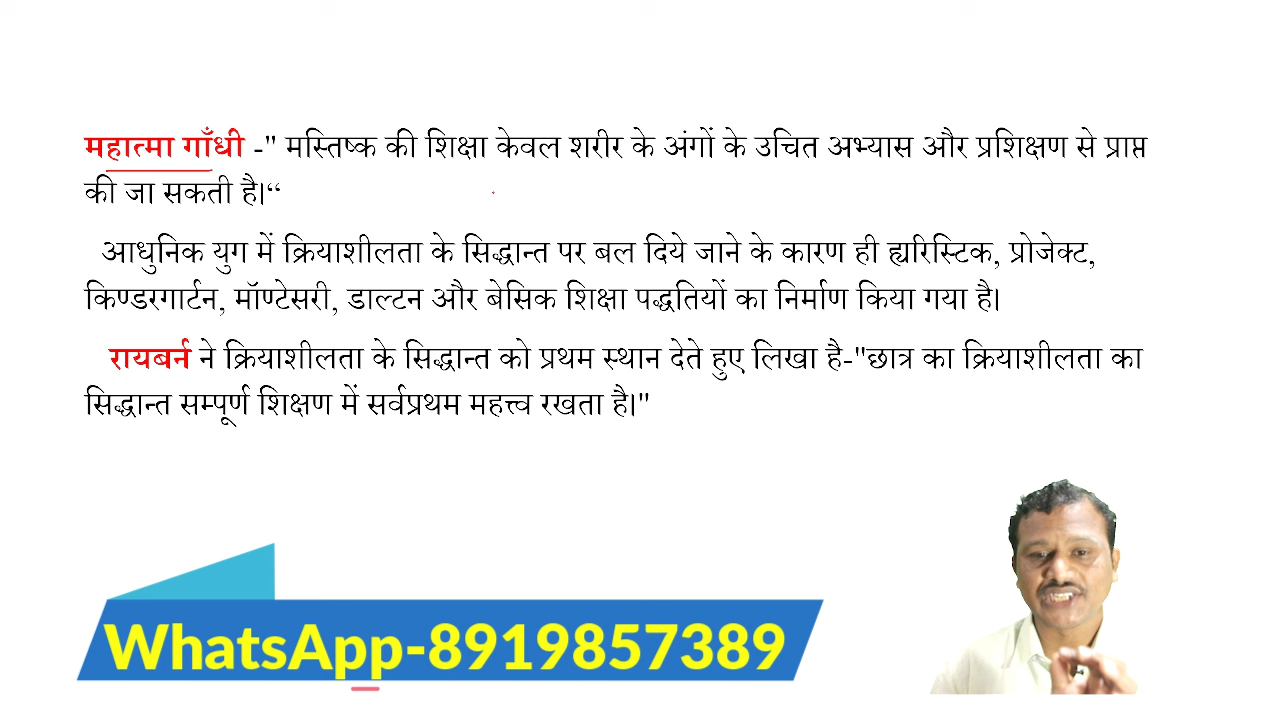 महात्मा गाँधी -" मस्तिष्क की शिक्षा केवल शरीर के अंगों के उचित अभ्यास और प्रशिक्षण से प्राप्त
की जा सकती है।“
आधुनिक युग में क्रियाशीलता के सिद्धान्त पर बल दिये जाने के कारण ही ह्यरिस्टिक, प्रोजेक्ट,
किण्डरगार्टन, मॉण्टेसरी, डाल्टन और बेसिक शिक्षा पद्धतियों का निर्माण किया गया है।
रायबर्न ने क्रियाशीलता के सिद्धान्त को प्रथम स्थान देते हुए लिखा है-"छात्र का क्रियाशीलता का
सिद्धान्त सम्पूर्ण शिक्षण में सर्वप्रथम महत्त्व रखता है।"
WhatsApp-8919857389